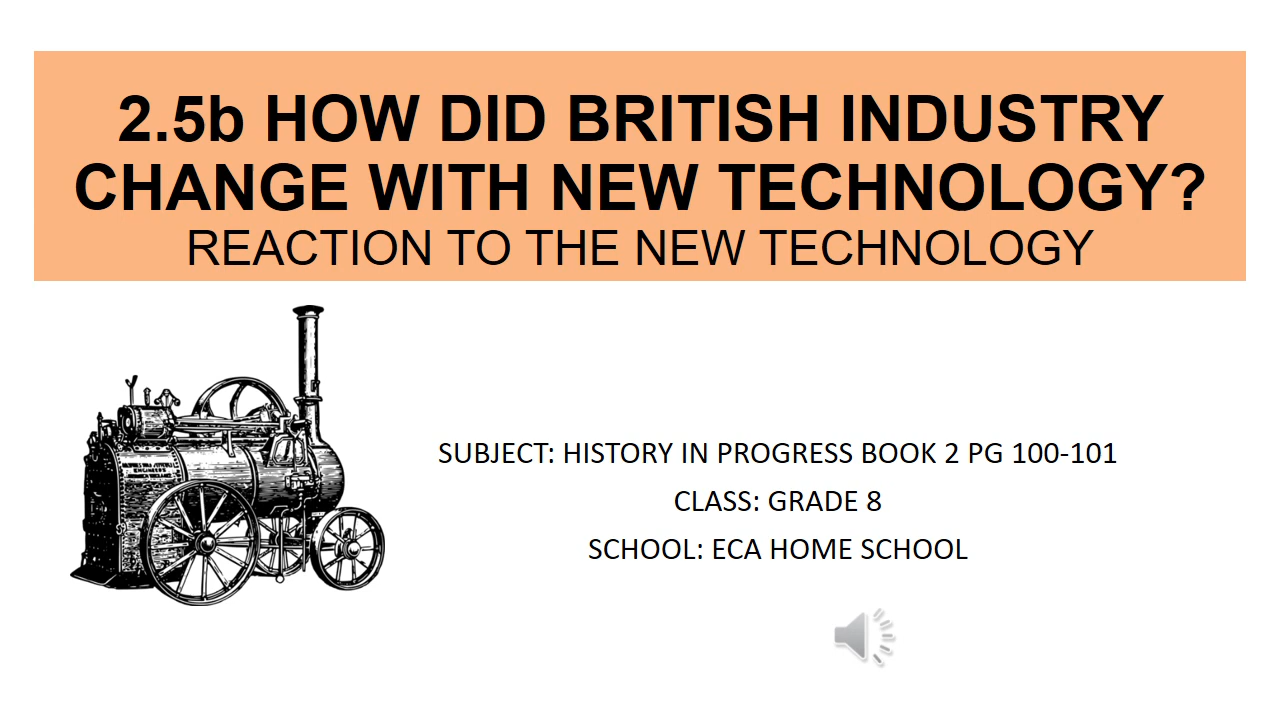 2.5b HOW DID BRITISH INDUSTRY
CHANGE WITH NEW TECHNOLOGY?
REACTION TO THE NEW TECHNOLOGY
ENGINEERS
SUBJECT: HISTORY IN PROGRESS BOOK 2 PG 100-101
CLASS: GRADE 8
SCHOOL: ECA HOME SCHOOL